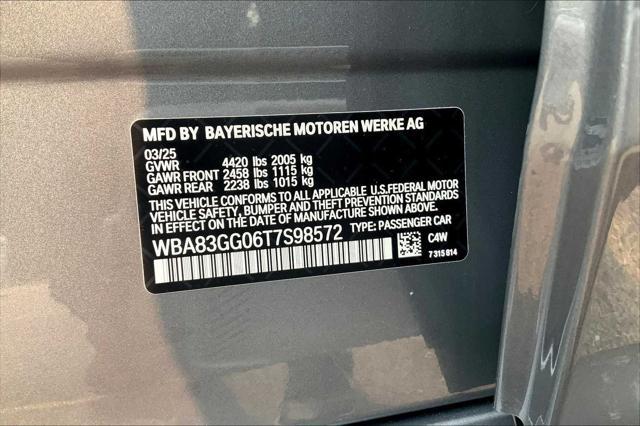 MFD BY BAYERISCHE MOTOREN WERKE AG
03/25
GVWR 4420 lbs 2005 kg
GAWR FRONT 2458 lbs 1115 kg
GAWR REAR 2238 lbs 1015 kg
THIS VEHICLE CONFORMS TO ALL APPLICABLE U.S.FEDERAL MOTOR
VEHICLE SAFETY, BUMPER AND THEFT PREVENTION STANDARDS
IN EFFECT ON THE DATE OF MANUFACTURE SHOWN ABOVE.
WBA83GG06T7S98572 TYPE: PASSENGER CAR
C4W
7 315 814